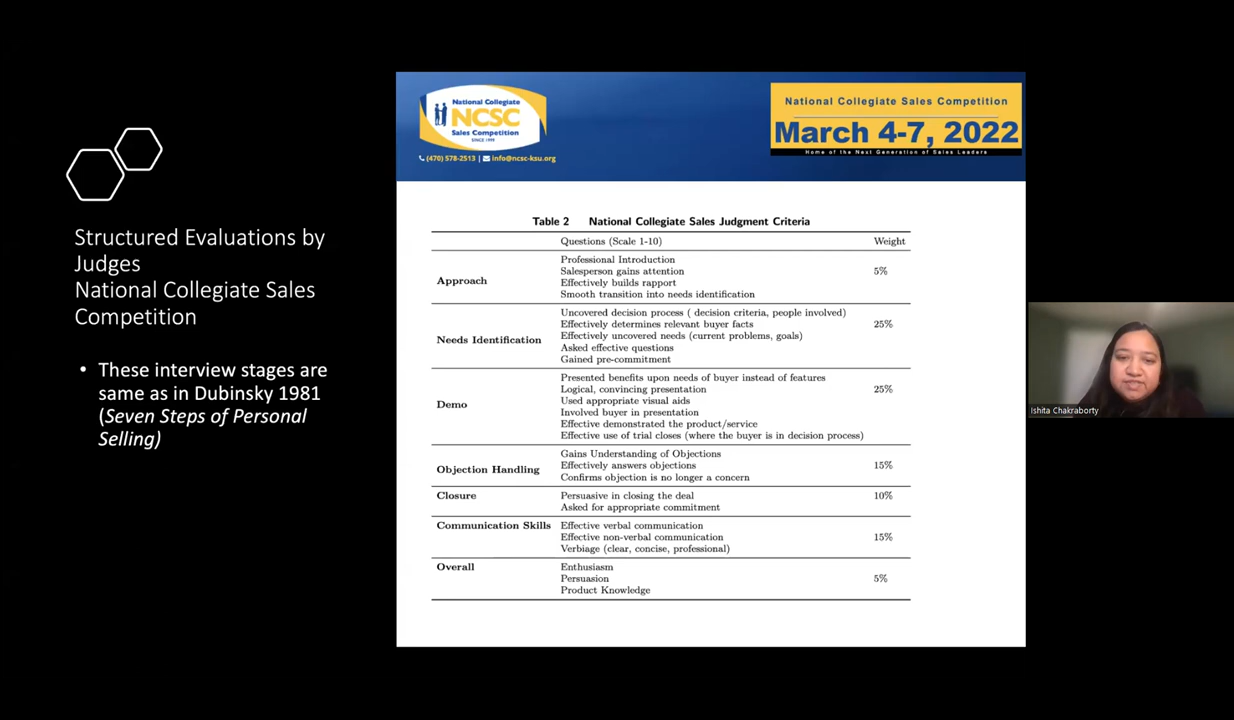 Structured Evaluations by
Judges
National Collegiate Sales
Competition
• These interview stages are
same as in Dubinsky 1981
(Seven Steps of Personal
Selling)
National Collegiate
NCSC
Sales Competition
SINCE 1999
(470) 578-2513 | info@ncsc-ksu.org
National Collegiate Sales Competition
March 4-7, 2022
Home of the Next Generation of Sales Leaders
Table 2 National Collegiate Sales Judgment Criteria
Questions (Scale 1-10) Weight
Approach
Professional Introduction
Salesperson gains attention 5%
Effectively builds rapport
Smooth transition into needs identification
Needs Identification
Uncovered decision process ( decision criteria, people involved)
Effectively determines relevant buyer facts 25%
Effectively uncovered needs (current problems, goals)
Asked effective questions
Gained pre-commitment
Demo
Presented benefits upon needs of buyer instead of features
Logical, convincing presentation 25%
Used appropriate visual aids
Involved buyer in presentation
Effective demonstrated the product/service
Effective use of trial closes (where the buyer is in decision process)
Objection Handling
Gains Understanding of Objections
Effectively answers objections 15%
Confirms objection is no longer a concern
Closure
Persuasive in closing the deal 10%
Asked for appropriate commitment
Communication Skills
Effective verbal communication
Effective non-verbal communication 15%
Verbiage (clear, concise, professional)
Overall
Enthusiasm
Persuasion 5%
Product Knowledge
Ishita Chakraborty